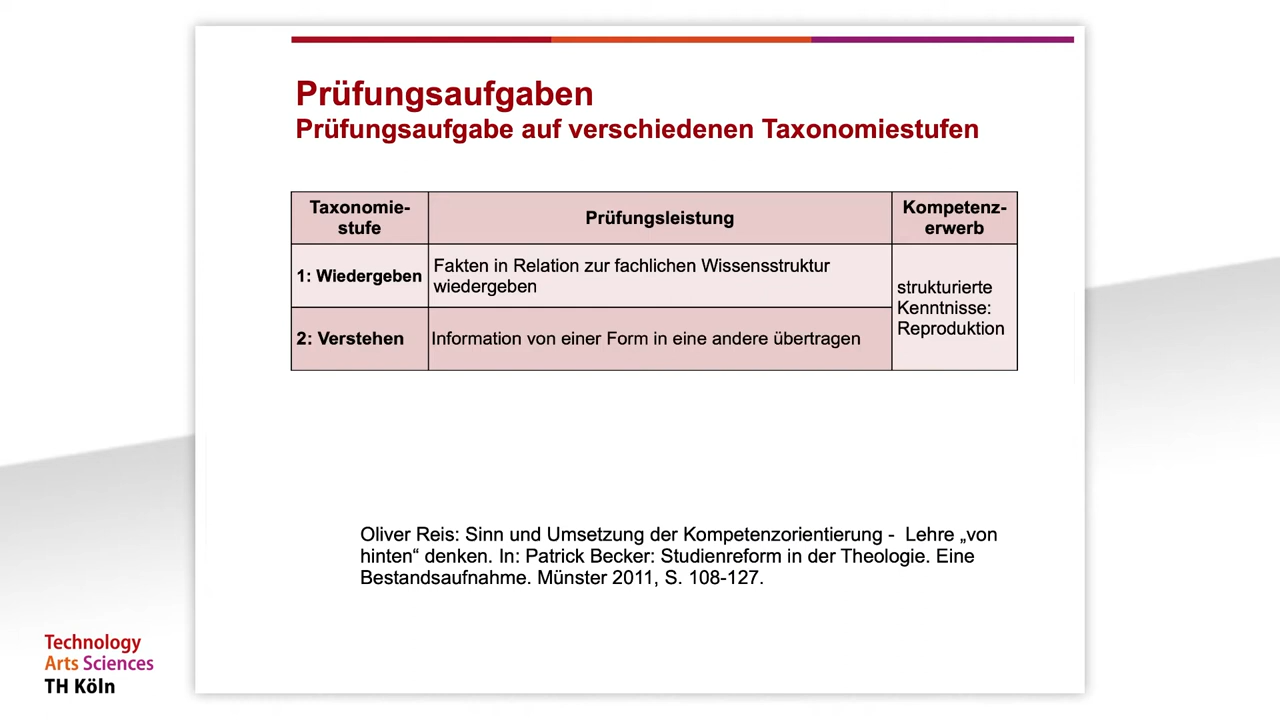 Prüfungsaufgaben
Prüfungsaufgabe auf verschiedenen Taxonomiestufen
Taxonomie-
stufe
Prüfungsleistung
Kompetenz-
erwerb
1: Wiedergeben
Fakten in Relation zur fachlichen Wissensstruktur
wiedergeben
strukturierte
Kenntnisse:
Reproduktion
2: Verstehen
Information von einer Form in eine andere übertragen
Oliver Reis: Sinn und Umsetzung der Kompetenzorientierung -  Lehre „von
hinten“ denken. In: Patrick Becker: Studienreform in der Theologie. Eine
Bestandsaufnahme. Münster 2011, S. 108-127.
Technology
Arts Sciences
TH Köln